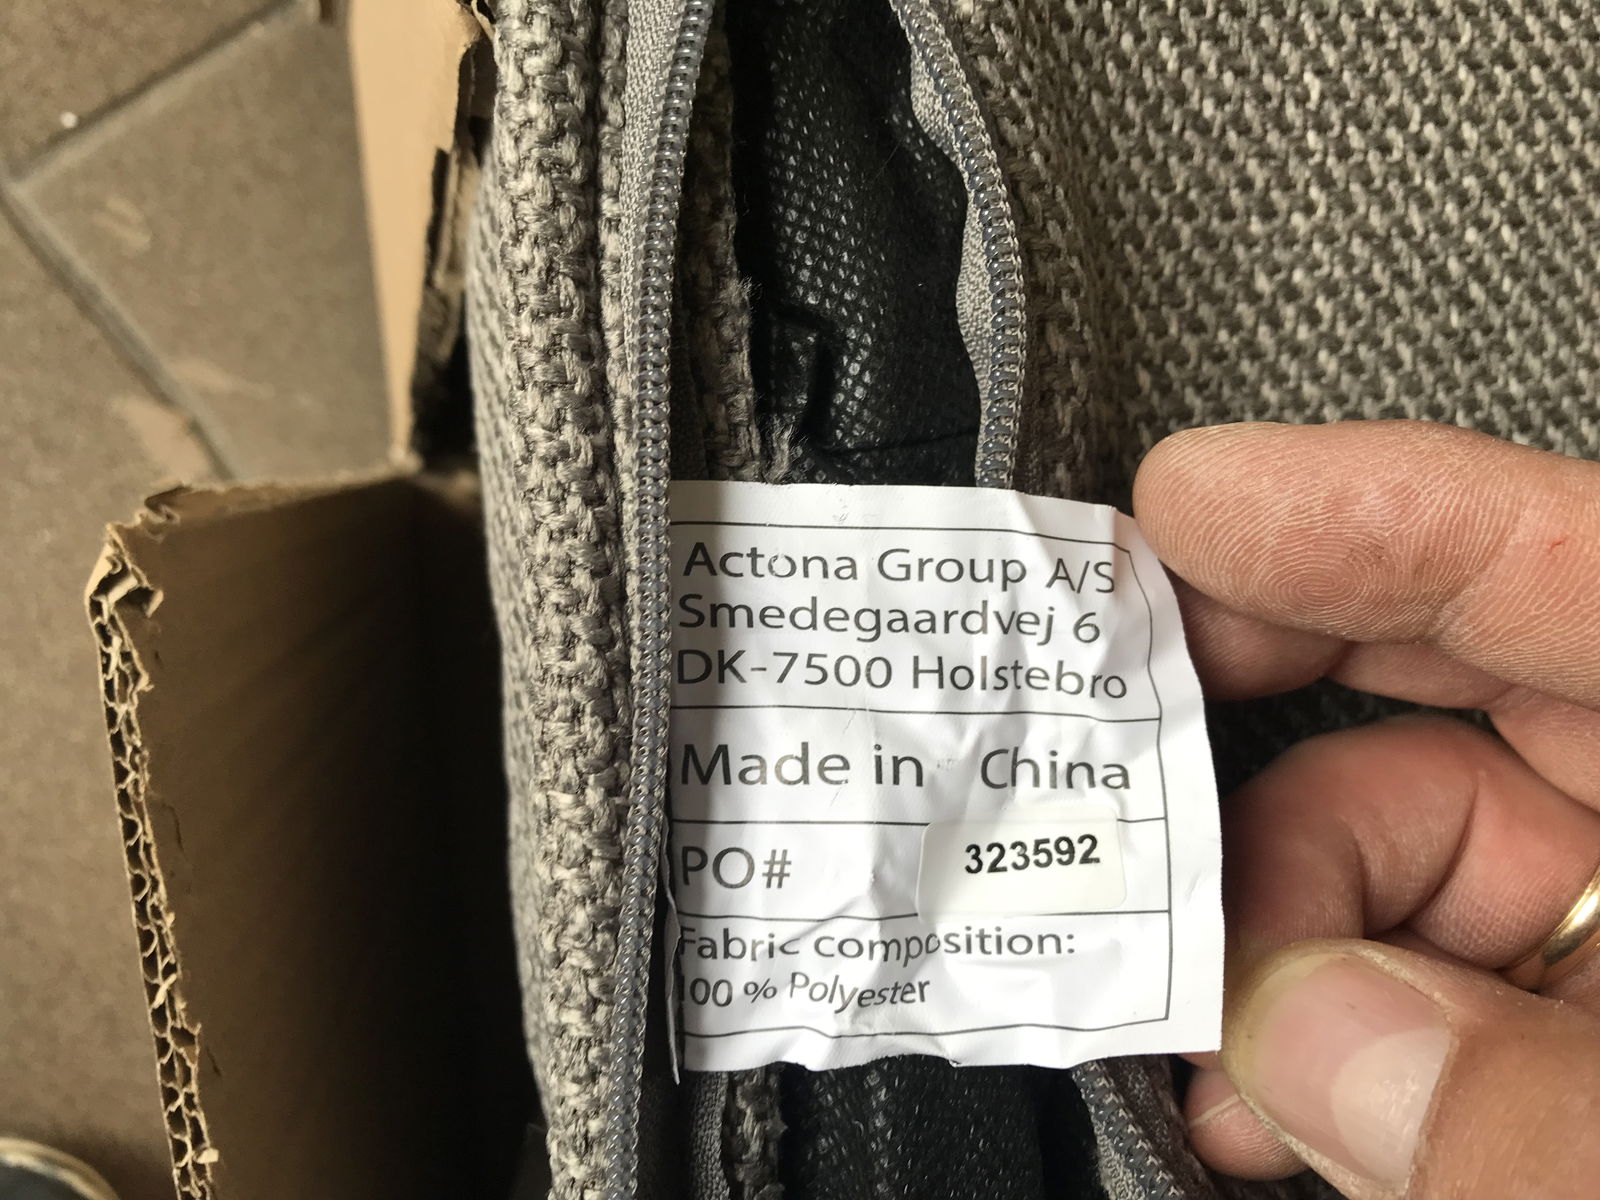 Actona Group A/S
Smedegaardvej 6
DK-7500 Holstebro
Made in China
PO# 323592
Fabric composition:
100 % Polyester